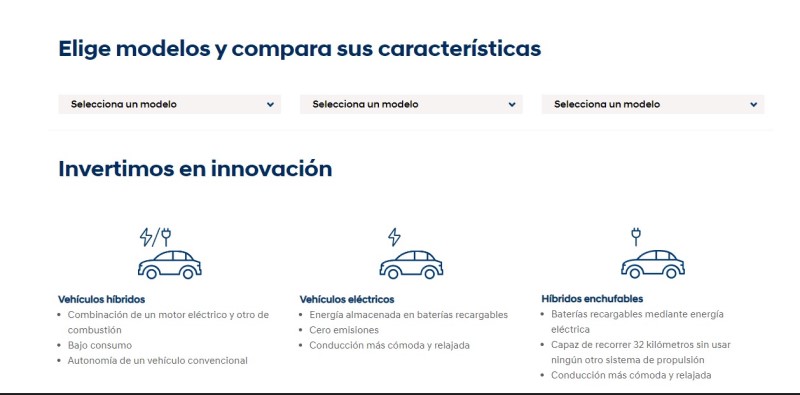 Elige modelos y compara sus características
Selecciona un modelo
Selecciona un modelo
Selecciona un modelo
Invertimos en innovación
Vehículos híbridos
• Combinación de un motor eléctrico y otro de
combustión
• Bajo consumo
• Autonomía de un vehículo convencional
Vehículos eléctricos
• Energía almacenada en baterías recargables
• Cero emisiones
• Conducción más cómoda y relajada
Híbridos enchufables
• Baterías recargables mediante energía
eléctrica
• Capaz de recorrer 32 kilómetros sin usar
ningún otro sistema de propulsión
• Conducción más cómoda y relajada